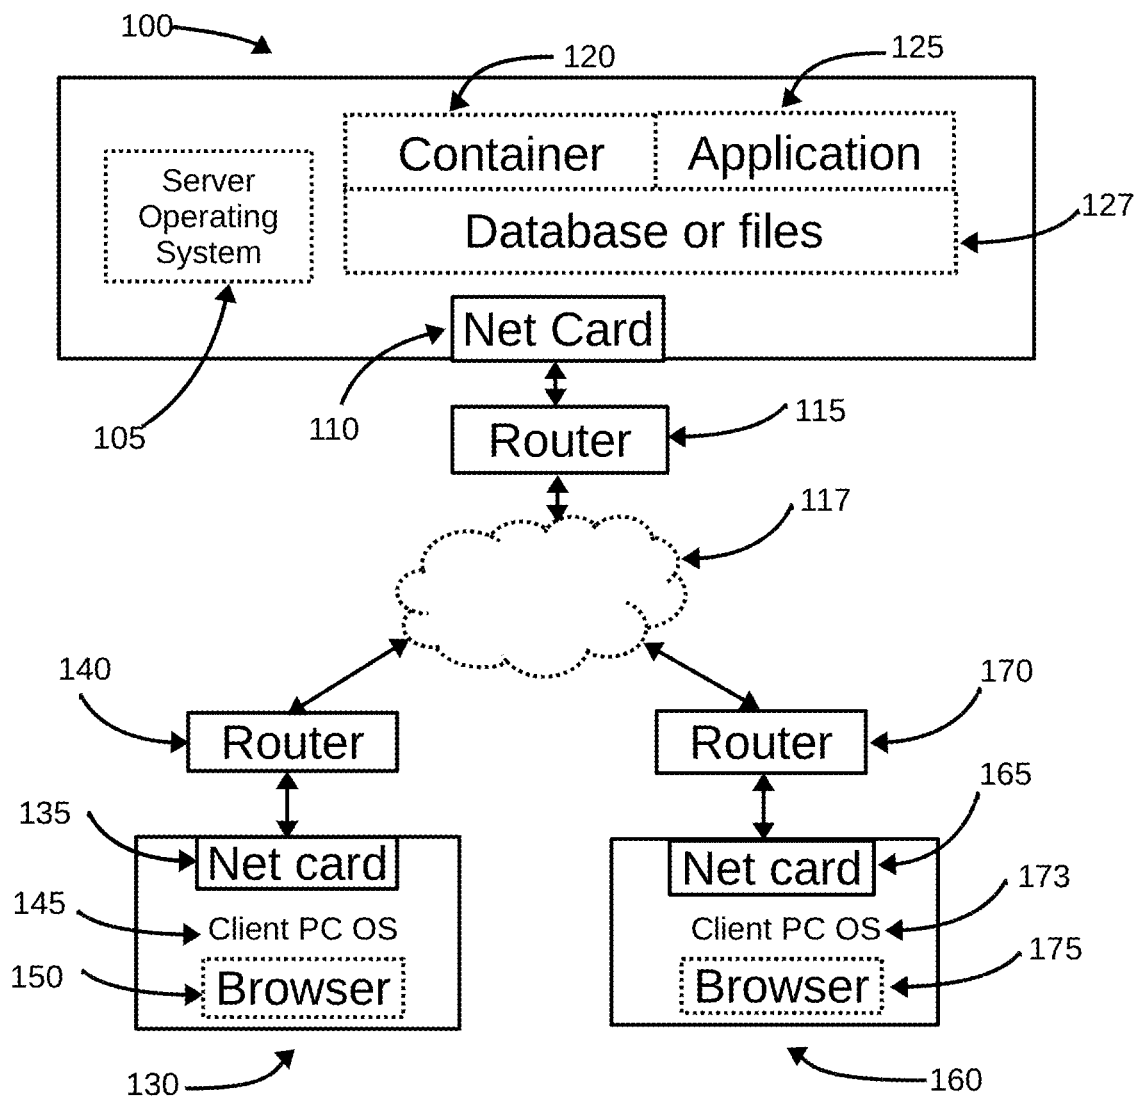 100
120
125
Container
Application
Server
Operating
System
Database or files
127
Net Card
105
110
115
Router
117
140
170
Router
Router
135
165
Net card
Net card
145
Client PC OS
Client PC OS
173
150
Browser
Browser
175
130
160